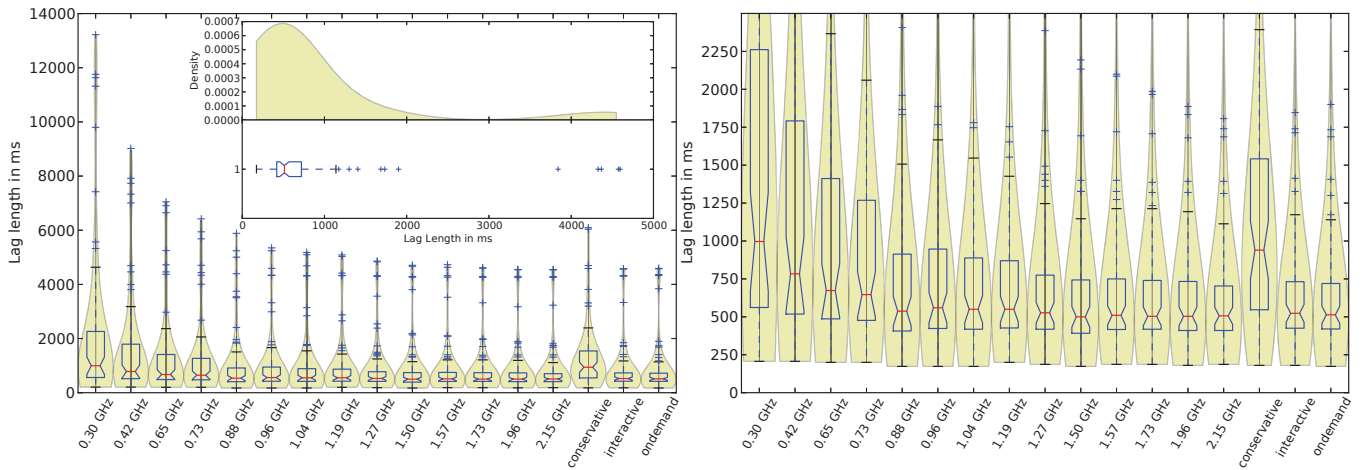 14000
12000
10000
8000
6000
4000
2000
0
Lag length in ms
0.0007
0.0006
0.0005
0.0004
0.0003
0.0002
0.0001
0.0000
Density
1
0 1000 2000 3000 4000 5000
Lag Length in ms
0.30 GHz
0.42 GHz
0.65 GHz
0.73 GHz
0.88 GHz
0.96 GHz
1.04 GHz
1.19 GHz
1.27 GHz
1.50 GHz
1.57 GHz
1.73 GHz
1.96 GHz
2.15 GHz
conservative
interactive
ondemand
2250
2000
1750
1500
1250
1000
750
500
250
0
Lag length in ms
0.30 GHz
0.42 GHz
0.65 GHz
0.73 GHz
0.88 GHz
0.96 GHz
1.04 GHz
1.19 GHz
1.27 GHz
1.50 GHz
1.57 GHz
1.73 GHz
1.96 GHz
2.15 GHz
conservative
interactive
ondemand